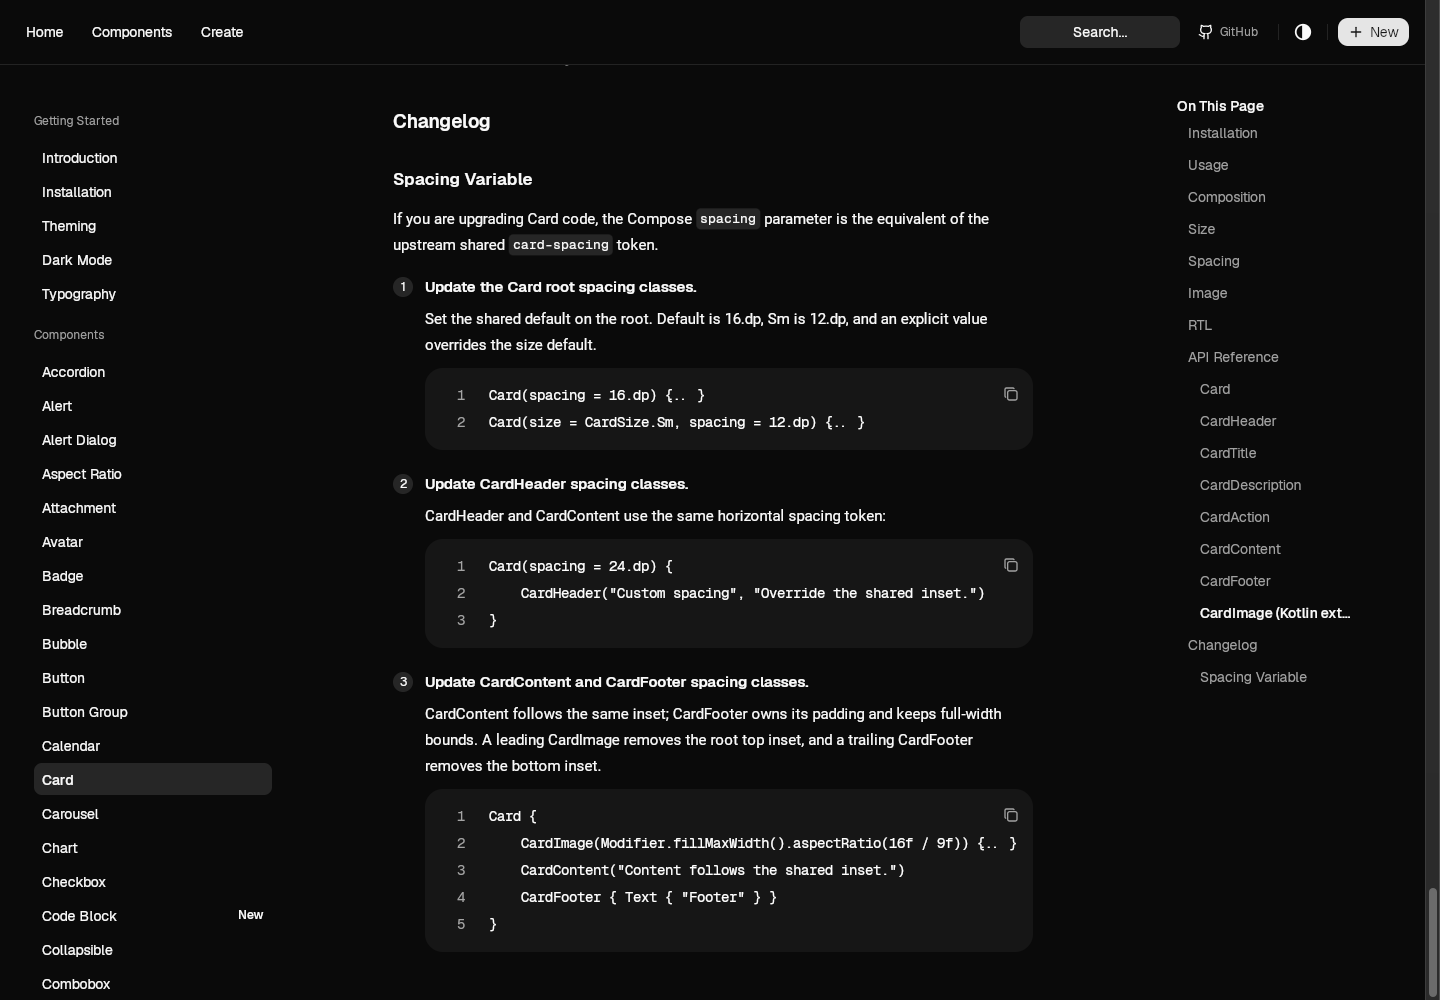 Home
Components
Create
Search...
GitHub
New
Getting Started
Introduction
Installation
Theming
Dark Mode
Typography
Components
Accordion
Alert
Alert Dialog
Aspect Ratio
Attachment
Avatar
Badge
Breadcrumb
Bubble
Button
Button Group
Calendar
Card
Carousel
Chart
Checkbox
Code Block New
Collapsible
Combobox
Changelog
Spacing Variable
If you are upgrading Card code, the Compose spacing parameter is the equivalent of the
upstream shared card-spacing token.
1 Update the Card root spacing classes.
Set the shared default on the root. Default is 16.dp, Sm is 12.dp, and an explicit value
overrides the size default.
1 Card(spacing = 16.dp) {.. }
2 Card(size = CardSize.Sm, spacing = 12.dp) {.. }
2 Update CardHeader spacing classes.
CardHeader and CardContent use the same horizontal spacing token:
1 Card(spacing = 24.dp) {
2 CardHeader("Custom spacing", "Override the shared inset.")
3 }
3 Update CardContent and CardFooter spacing classes.
CardContent follows the same inset; CardFooter owns its padding and keeps full-width
bounds. A leading CardImage removes the root top inset, and a trailing CardFooter
removes the bottom inset.
1 Card {
2 CardImage(Modifier.fillMaxWidth().aspectRatio(16f / 9f)) {.. }
3 CardContent("Content follows the shared inset.")
4 CardFooter { Text { "Footer" } }
5 }
On This Page
Installation
Usage
Composition
Size
Spacing
Image
RTL
API Reference
Card
CardHeader
CardTitle
CardDescription
CardAction
CardContent
CardFooter
CardImage (Kotlin ext...
Changelog
Spacing Variable